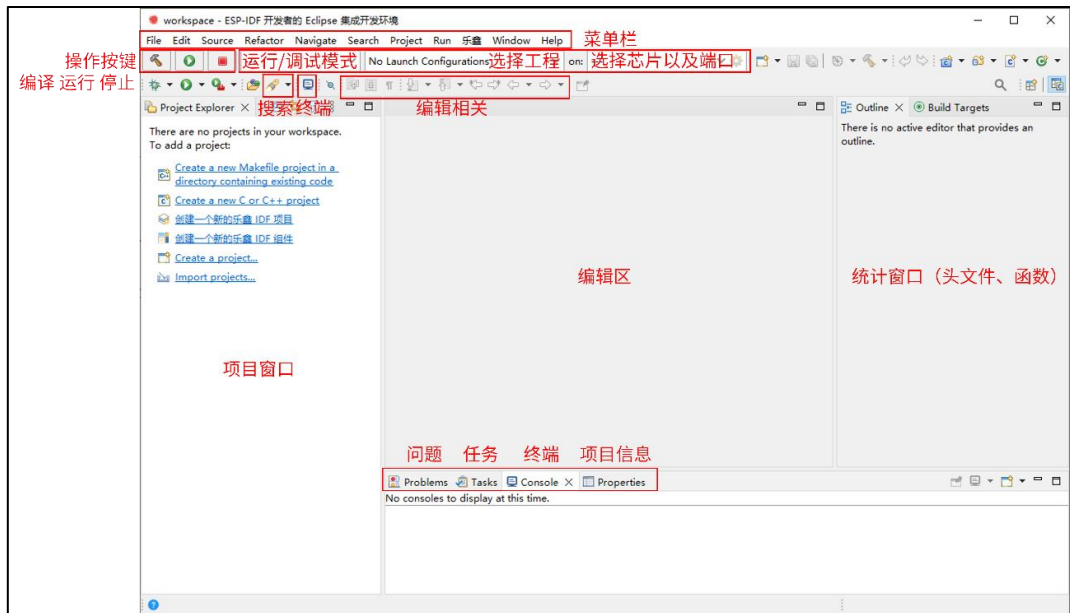 workspace - ESP-IDF 开发者的 Eclipse 集成开发环境
File Edit Source Refactor Navigate Search Project Run 乐鑫 Window Help 菜单栏
操作按键 运行/调试模式 No Launch Configurations 选择工程 on: 选择芯片以及端口
编译 运行 停止
Project Explorer 搜索 终端 编辑相关 Outline Build Targets
There are no projects in your workspace.
To add a project:
There is no active editor that provides an
outline.
Create a new Makefile project in a
directory containing existing code
Create a new C or C++ project
创建一个新的乐鑫 IDF 项目
创建一个新的乐鑫 IDF 组件
Create a project...
Import projects...
编辑区
统计窗口（头文件、函数）
项目窗口
问题 任务 终端 项目信息
Problems Tasks Console Properties
No consoles to display at this time.